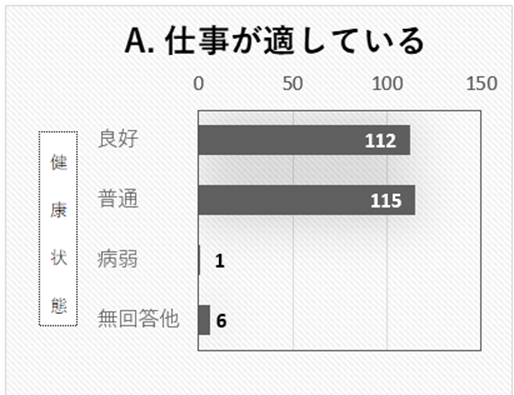 A. 仕事が適している
0 50 100 150
健康状態
良好 112
普通 115
病弱 1
無回答他 6